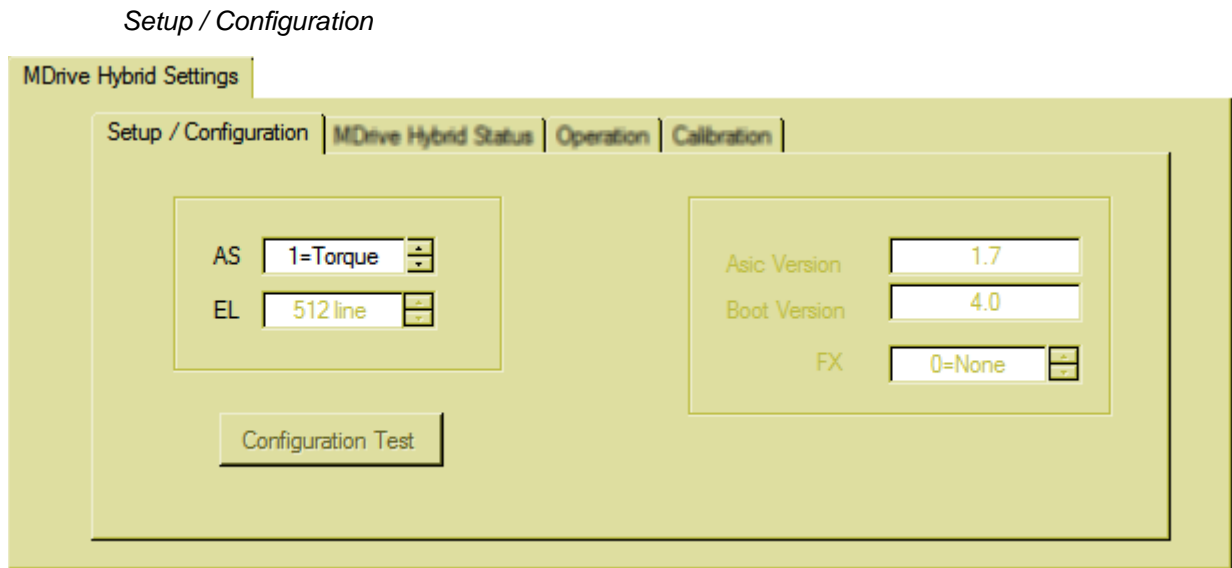 Setup / Configuration
MDrive Hybrid Settings
Setup / Configuration MDrive Hybrid Status Operation Calibration
AS 1=Torque
EL 512 line
Asic Version 1.7
Boot Version 4.0
FX 0=None
Configuration Test